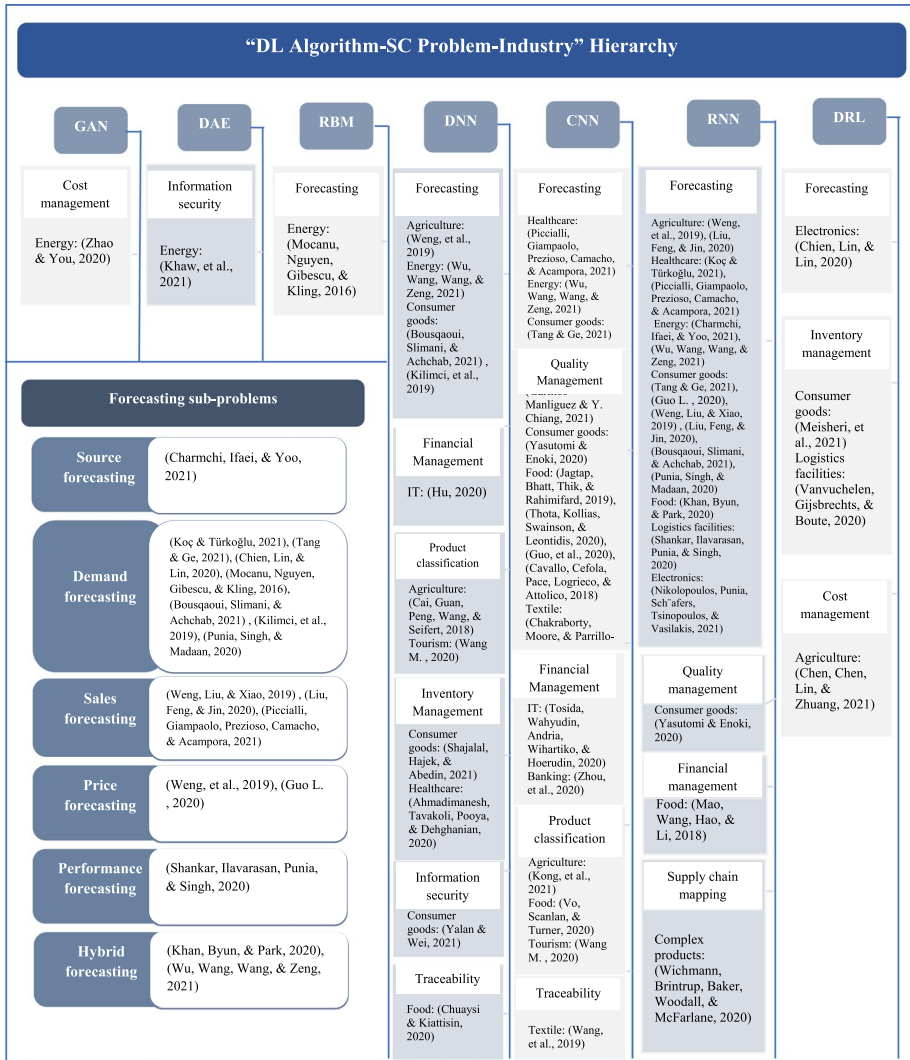 “DL Algorithm-SC Problem-Industry” Hierarchy
GAN
Cost
management
Energy: (Zhao
& You, 2020)
DAE
Information
security
Energy:
(Khaw, et al.,
2021)
RBM
Forecasting
Energy:
(Mocanu,
Nguyen,
Gibescu, &
Kling, 2016)
DNN
Forecasting
Agriculture:
(Weng, et al.,
2019)
Energy: (Wu,
Wang, Wang, &
Zeng, 2021)
Consumer
goods:
(Bousqaoui,
Slimani, &
Achchab, 2021) ,
(Kilimci, et al.,
2019)
Financial
Management
IT: (Hu, 2020)
Product
classification
Agriculture:
(Cai, Guan,
Peng, Wang, &
Seifert, 2018)
Tourism: (Wang
M. , 2020)
Inventory
Management
Consumer
goods: (Shajalal,
Hajek, &
Abedin, 2021)
Healthcare:
(Ahmadimanesh,
Tavakoli, Pooya,
& Dehghanian,
2020)
Information
security
Consumer
goods: (Yalan &
Wei, 2021)
Traceability
Food: (Chuaysi
& Kiattisin,
2020)
CNN
Forecasting
Healthcare:
(Piccialli,
Giampaolo,
Prezioso, Camacho,
& Acampora, 2021)
Energy: (Wu,
Wang, Wang, &
Zeng, 2021)
Consumer goods:
(Tang & Ge, 2021)
Quality
Management
Manliguez & Y.
Chiang, 2021)
Consumer goods:
(Yasutomi &
Enoki, 2020)
Food: (Jagtap,
Bhatt, Thik, &
Rahimifard, 2019),
(Thota, Kollias,
Swainson, &
Leontidis, 2020),
(Guo, et al., 2020),
(Cavallo, Cefola,
Pace, Logrieco, &
Attolico, 2018)
Textile:
(Chakraborty,
Moore, & Parrillo-
Financial
Management
IT: (Tosida,
Wahyudin,
Andria,
Wihartiko, &
Hoerudin, 2020)
Banking: (Zhou,
et al., 2020)
Product
classification
Agriculture:
(Kong, et al.,
2021)
Food: (Vo,
Scanlan, &
Turner, 2020)
Tourism: (Wang
M. , 2020)
Traceability
Textile: (Wang,
et al., 2019)
RNN
Forecasting
Agriculture: (Weng,
et al., 2019), (Liu,
Feng, & Jin, 2020)
Healthcare: (Koç &
Türkoğlu, 2021),
(Piccialli, Giampaolo,
Prezioso, Camacho, &
Acampora, 2021)
Energy: (Charmchi,
Ifaei, & Yoo, 2021),
(Wu, Wang, Wang, &
Zeng, 2021)
Consumer goods:
(Tang & Ge, 2021),
(Guo L. , 2020),
(Weng, Liu, & Xiao,
2019) , (Liu, Feng, &
Jin, 2020),
(Bousqaoui, Slimani,
& Achchab, 2021),
(Punia, Singh, &
Madaan, 2020)
Food: (Khan, Byun,
& Park, 2020)
Logistics facilities:
(Shankar, Ilavarasan,
Punia, & Singh,
2020)
Electronics:
(Nikolopoulos, Punia,
Sch¨afers,
Tsinopoulos, &
Vasilakis, 2021)
Quality
management
Consumer goods:
(Yasutomi & Enoki,
2020)
Financial
management
Food: (Mao,
Wang, Hao, &
Li, 2018)
Supply chain
mapping
Complex
products:
(Wichmann,
Brintrup, Baker,
Woodall, &
McFarlane, 2020)
DRL
Forecasting
Electronics:
(Chien, Lin, &
Lin, 2020)
Inventory
management
Consumer
goods:
(Meisheri, et
al., 2021)
Logistics
facilities:
(Vanvuchelen,
Gijsbrechts, &
Boute, 2020)
Cost
management
Agriculture:
(Chen, Chen,
Lin, &
Zhuang, 2021)
Forecasting sub-problems
Source
forecasting
(Charmchi, Ifaei, & Yoo,
2021)
Demand
forecasting
(Koç & Türkoğlu, 2021), (Tang
& Ge, 2021), (Chien, Lin, &
Lin, 2020), (Mocanu, Nguyen,
Gibescu, & Kling, 2016),
(Bousqaoui, Slimani, &
Achchab, 2021) , (Kilimci, et al.,
2019), (Punia, Singh, &
Madaan, 2020)
Sales
forecasting
(Weng, Liu, & Xiao, 2019) , (Liu,
Feng, & Jin, 2020), (Piccialli,
Giampaolo, Prezioso, Camacho,
& Acampora, 2021)
Price
forecasting
(Weng, et al., 2019), (Guo L.
, 2020)
Performance
forecasting
(Shankar, Ilavarasan, Punia,
& Singh, 2020)
Hybrid
forecasting
(Khan, Byun, & Park, 2020),
(Wu, Wang, Wang, & Zeng,
2021)